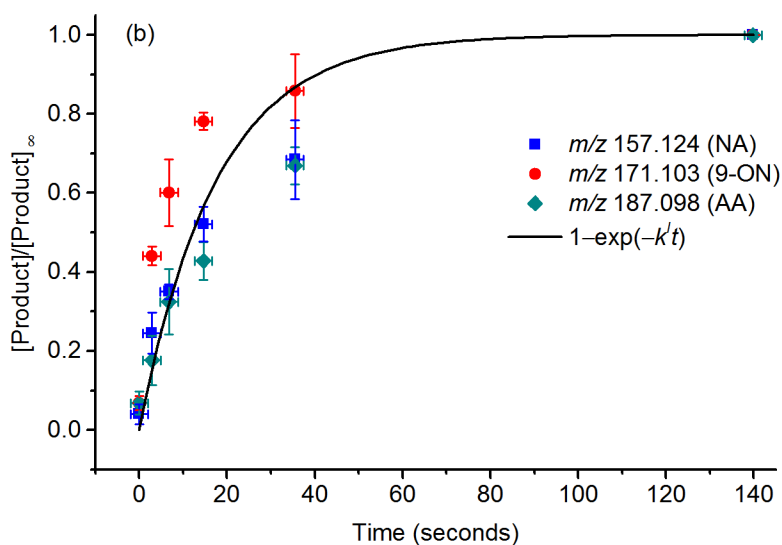 (b)
1.0
0.8
0.6
0.4
0.2
0.0
[Product]/[Product]∞
m/z 157.124 (NA)
m/z 171.103 (9-ON)
m/z 187.098 (AA)
1–exp(–k^I t)
0 20 40 60 80 100 120 140
Time (seconds)